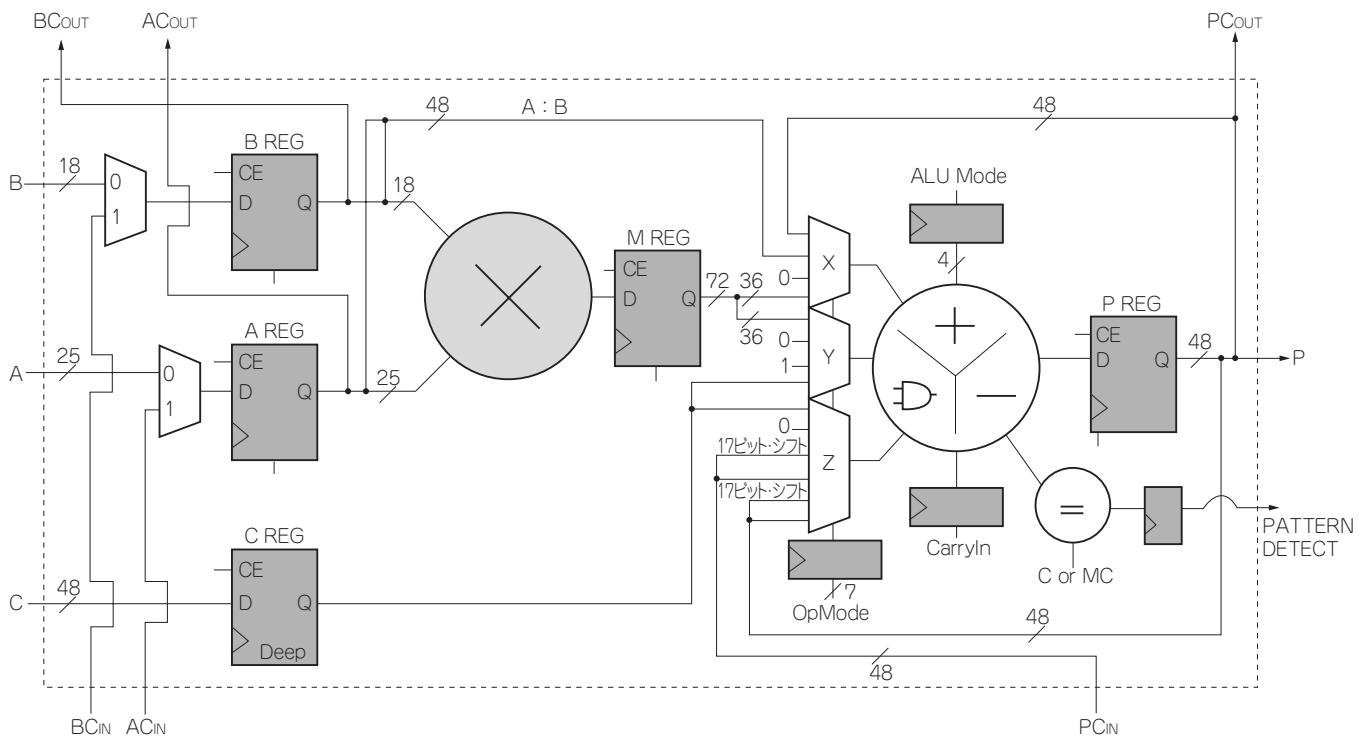 BCOUT
ACOUT
PCOUT
48
A：B
48
B REG
CE
D
Q
B
18
0
1
18
ALU Mode
4
M REG
CE
D
Q
72
36
36
X
0
Y
0
1
A REG
CE
D
Q
A
25
0
1
25
P REG
CE
D
Q
48
P
Z
0
17ビット・シフト
17ビット・シフト
=
CarryIn
C or MC
PATTERN
DETECT
OpMode
7
C REG
CE
D
Q
Deep
C
48
48
48
BCIN
ACIN
PCIN